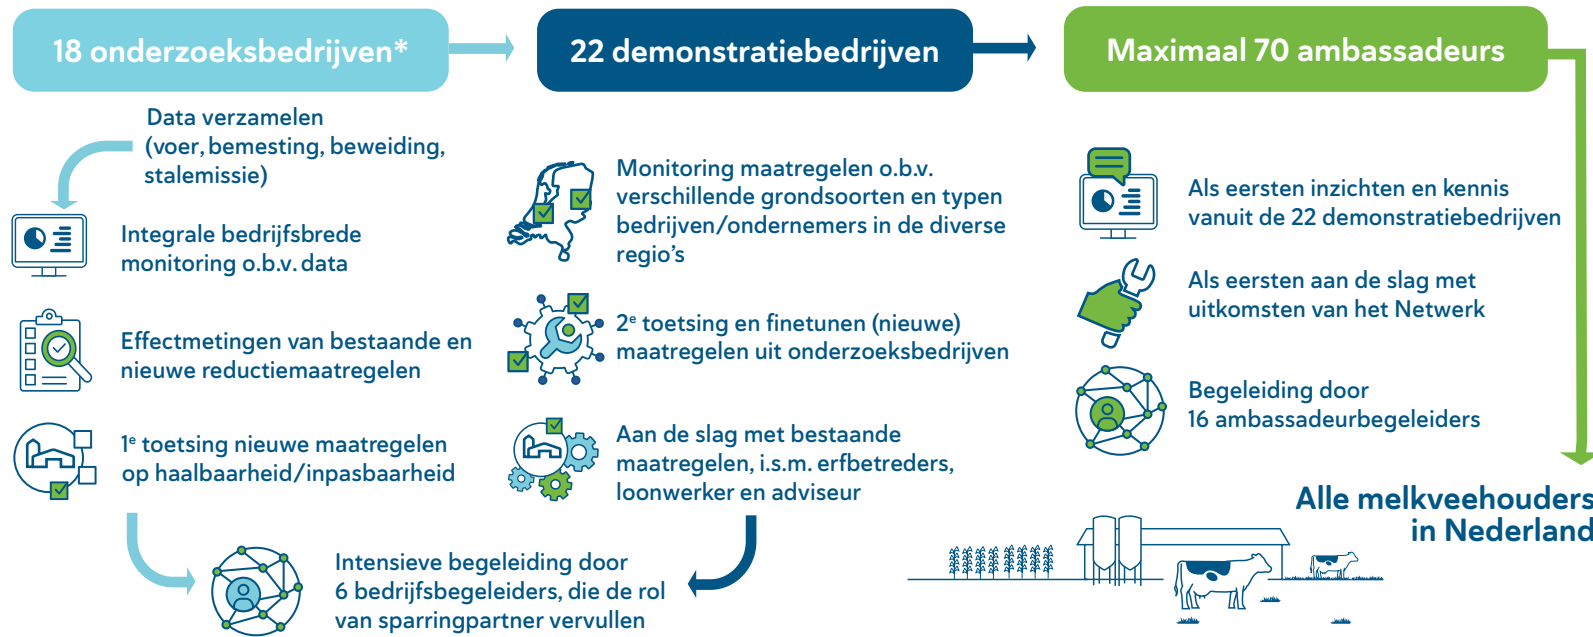 18 onderzoeksbedrijven*
Data verzamelen
(voer, bemesting, beweiding,
stalemissie)
Integrale bedrijfsbrede
monitoring o.b.v. data
Effectmetingen van bestaande en
nieuwe reductiemaatregelen
1e toetsing nieuwe maatregelen
op haalbaarheid/inpasbaarheid
22 demonstratiebedrijven
Monitoring maatregelen o.b.v.
verschillende grondsoorten en typen
bedrijven/ondernemers in de diverse
regio's
2e toetsing en finetunen (nieuwe)
maatregelen uit onderzoeksbedrijven
Aan de slag met bestaande
maatregelen, i.s.m. erfbetreders,
loonwerker en adviseur
Intensieve begeleiding door
6 bedrijfsbegeleiders, die de rol
van sparringpartner vervullen
Maximaal 70 ambassadeurs
Als eersten inzichten en kennis
vanuit de 22 demonstratiebedrijven
Als eersten aan de slag met
uitkomsten van het Netwerk
Begeleiding door
16 ambassadeurbegeleiders
Alle melkveehouders
in Nederland